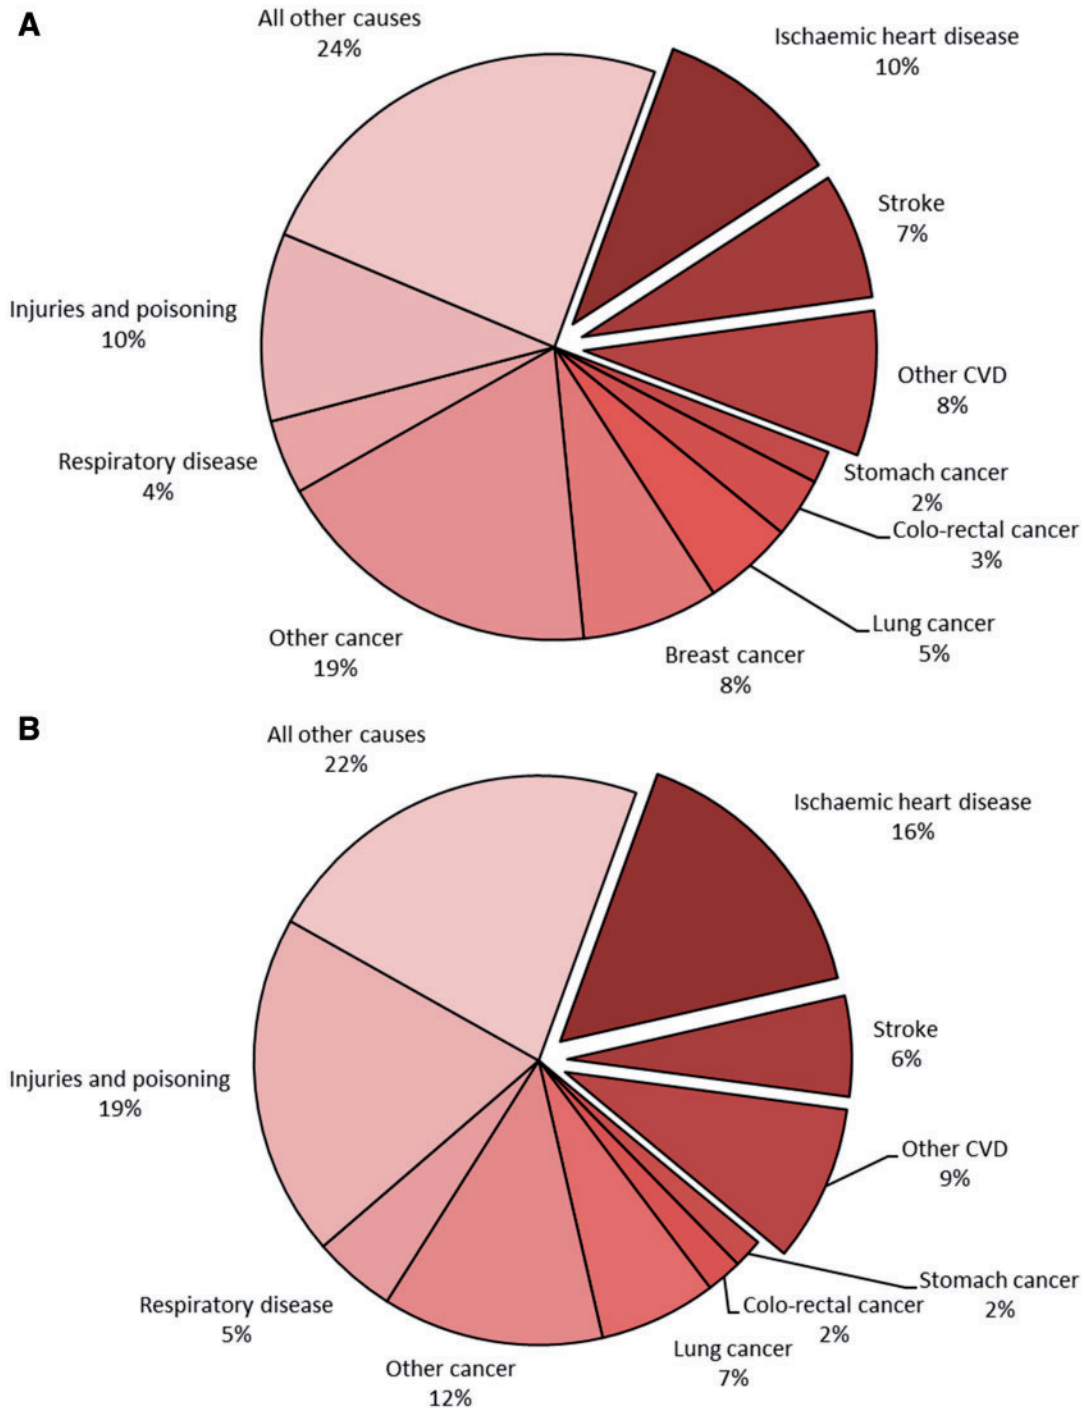 A
All other causes
24%
Ischaemic heart disease
10%
Stroke
7%
Other CVD
8%
Stomach cancer
2%
Colo-rectal cancer
3%
Lung cancer
5%
Breast cancer
8%
Other cancer
19%
Respiratory disease
4%
Injuries and poisoning
10%
B
All other causes
22%
Ischaemic heart disease
16%
Stroke
6%
Other CVD
9%
Stomach cancer
2%
Colo-rectal cancer
2%
Lung cancer
7%
Other cancer
12%
Respiratory disease
5%
Injuries and poisoning
19%